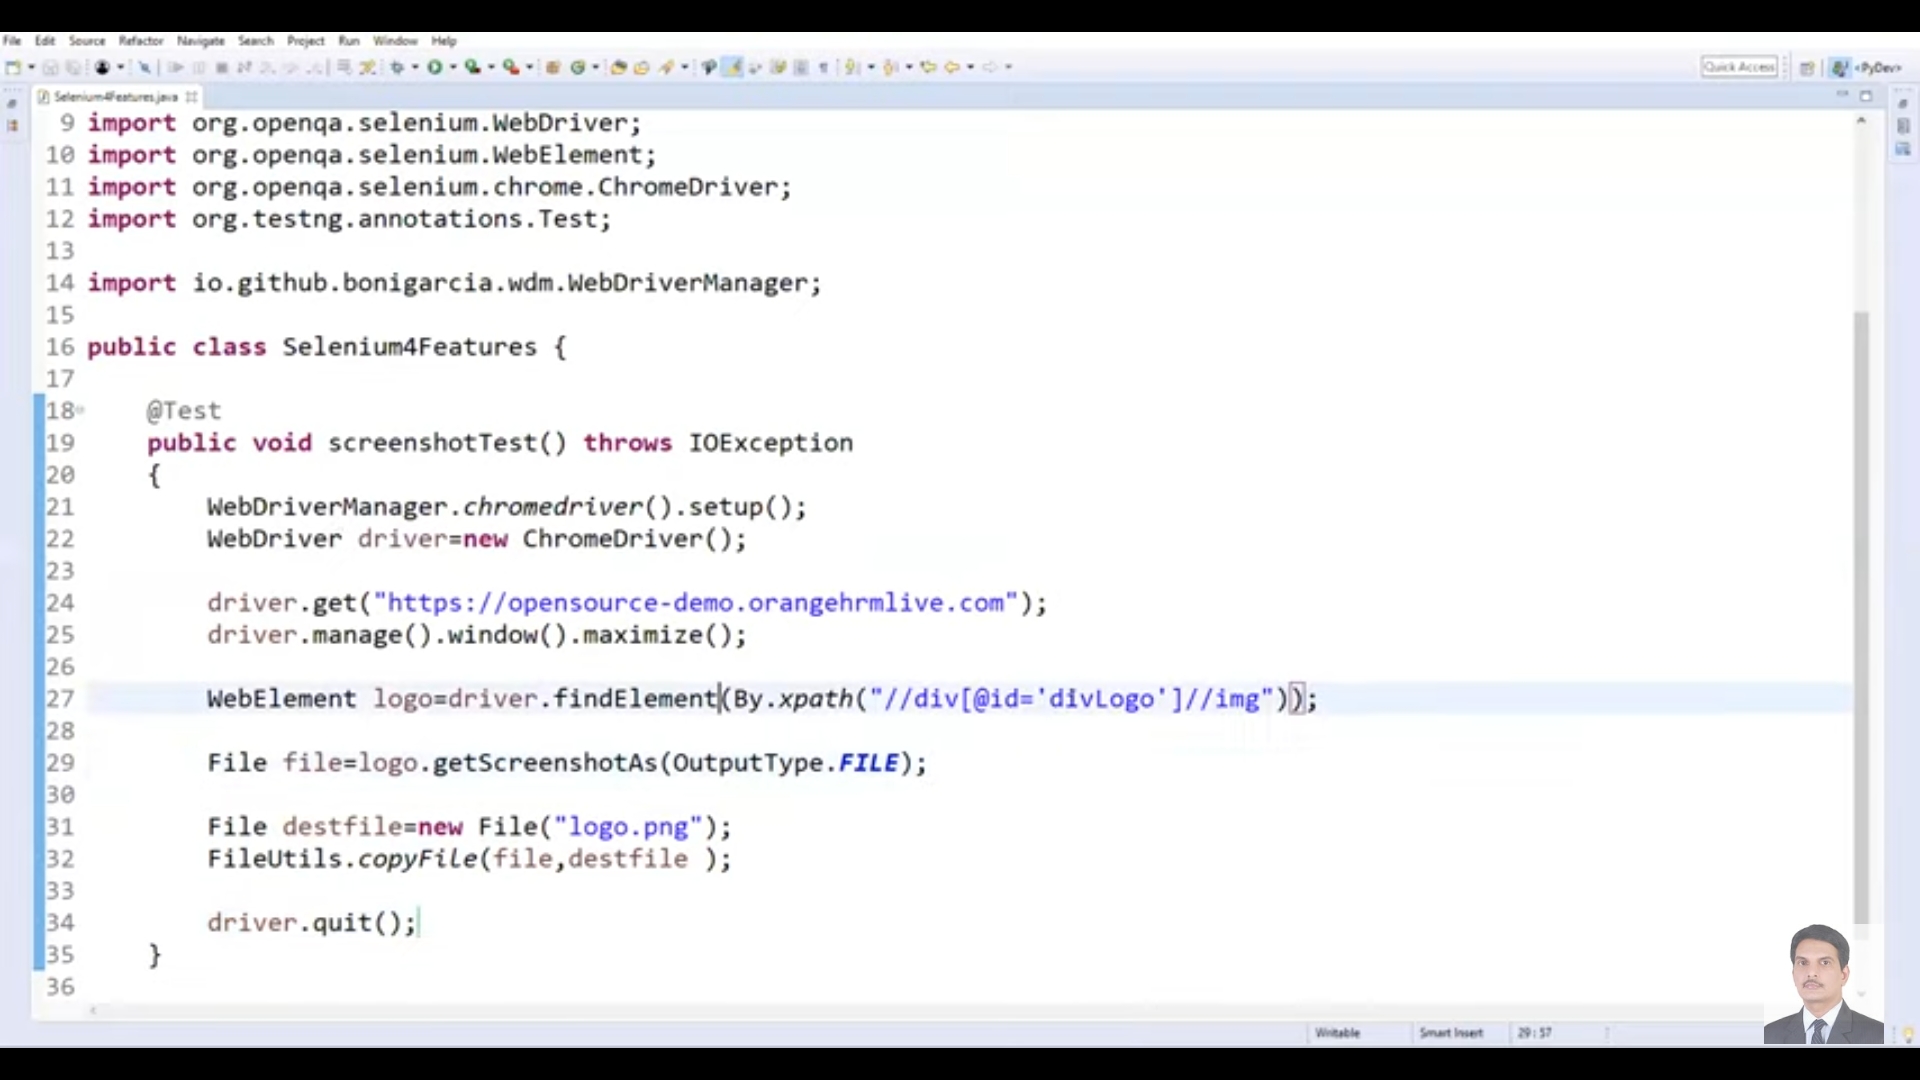 File Edit Source Refactor Navigate Search Project Run Window Help
Quick Access
<PyDev>
Selenium4Features.java
9 import org.openqa.selenium.WebDriver;
10 import org.openqa.selenium.WebElement;
11 import org.openqa.selenium.chrome.ChromeDriver;
12 import org.testng.annotations.Test;
13
14 import io.github.bonigarcia.wdm.WebDriverManager;
15
16 public class Selenium4Features {
17
18 @Test
19 public void screenshotTest() throws IOException
20 {
21 WebDriverManager.chromedriver().setup();
22 WebDriver driver=new ChromeDriver();
23
24 driver.get("https://opensource-demo.orangehrmlive.com");
25 driver.manage().window().maximize();
26
27 WebElement logo=driver.findElement(By.xpath("//div[@id='divLogo']//img"));
28
29 File file=logo.getScreenshotAs(OutputType.FILE);
30
31 File destfile=new File("logo.png");
32 FileUtils.copyFile(file,destfile );
33
34 driver.quit();
35 }
36
Writable Smart Insert 29:57